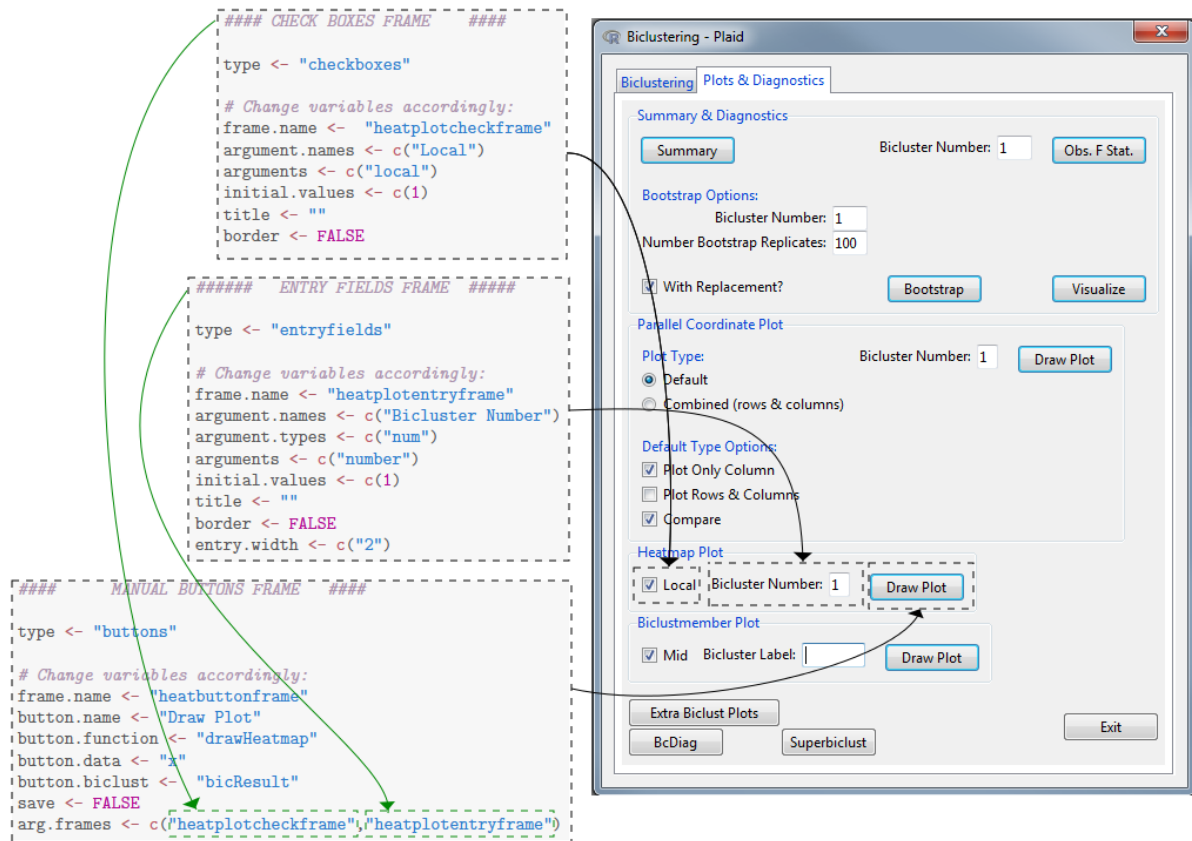 #### CHECK BOXES FRAME ####
type <- "checkboxes"
# Change variables accordingly:
frame.name <- "heatplotcheckframe"
argument.names <- c("Local")
arguments <- c("local")
initial.values <- c(1)
title <- ""
border <- FALSE
###### ENTRY FIELDS FRAME #####
type <- "entryfields"
# Change variables accordingly:
frame.name <- "heatplotentryframe"
argument.names <- c("Bicluster Number")
argument.types <- c("num")
arguments <- c("number")
initial.values <- c(1)
title <- ""
border <- FALSE
entry.width <- c("2")
#### MANUAL BUTTONS FRAME ####
type <- "buttons"
# Change variables accordingly:
frame.name <- "heatbuttonframe"
button.name <- "Draw Plot"
button.function <- "drawHeatmap"
button.data <- "x"
button.biclust <- "bicResult"
save <- FALSE
arg.frames <- c("heatplotcheckframe","heatplotentryframe")
R Biclustering - Plaid
Biclustering Plots & Diagnostics
Summary & Diagnostics
Summary Bicluster Number: 1 Obs. F Stat.
Bootstrap Options:
Bicluster Number: 1
Number Bootstrap Replicates: 100
With Replacement? Bootstrap Visualize
Parallel Coordinate Plot
Plot Type: Bicluster Number: 1 Draw Plot
Default
Combined (rows & columns)
Default Type Options:
Plot Only Column
Plot Rows & Columns
Compare
Heatmap Plot
Local Bicluster Number: 1 Draw Plot
Biclustmember Plot
Mid Bicluster Label: Draw Plot
Extra Biclust Plots
Exit
BcDiag Superbiclust